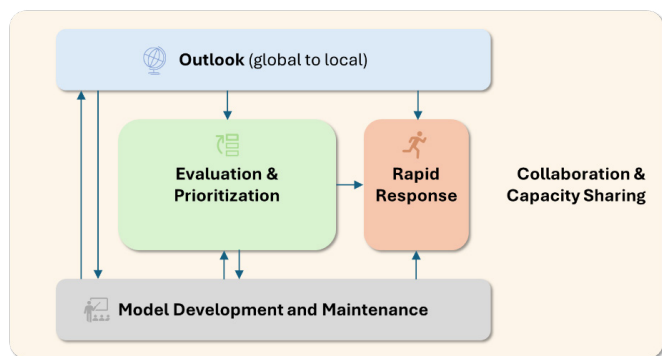 Outlook (global to local)
Evaluation &
Prioritization
Rapid
Response
Collaboration &
Capacity Sharing
Model Development and Maintenance